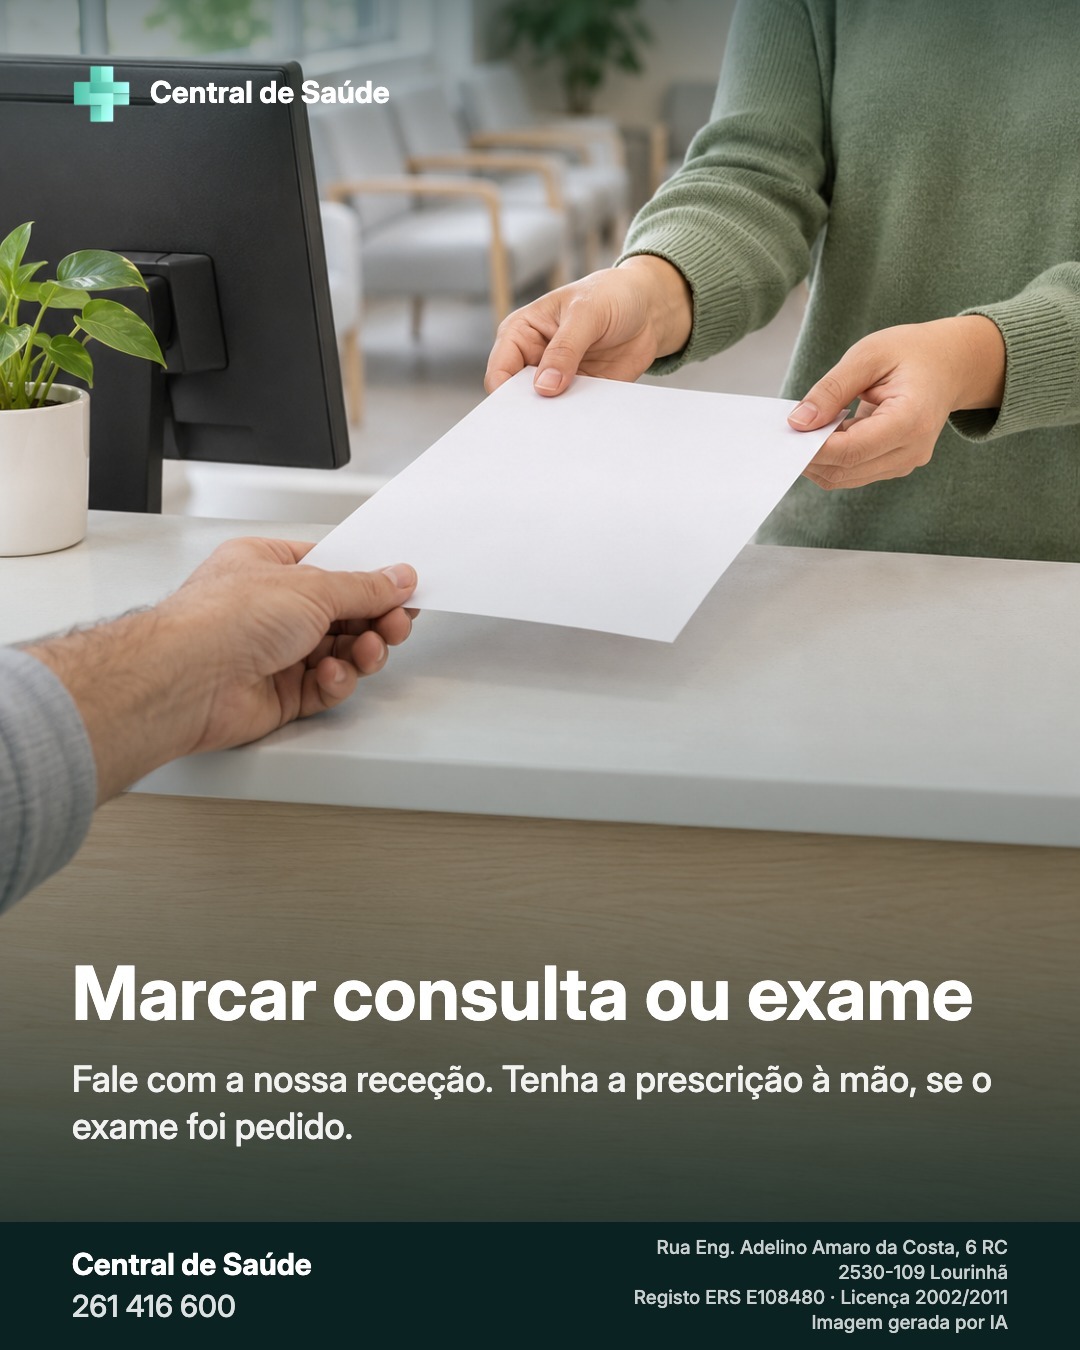 Central de Saúde
Marcar consulta ou exame
Fale com a nossa receção. Tenha a prescrição à mão, se o
exame foi pedido.
Central de Saúde
261 416 600
Rua Eng. Adelino Amaro da Costa, 6 RC
2530-109 Lourinhã
Registo ERS E108480 · Licença 2002/2011
Imagem gerada por IA